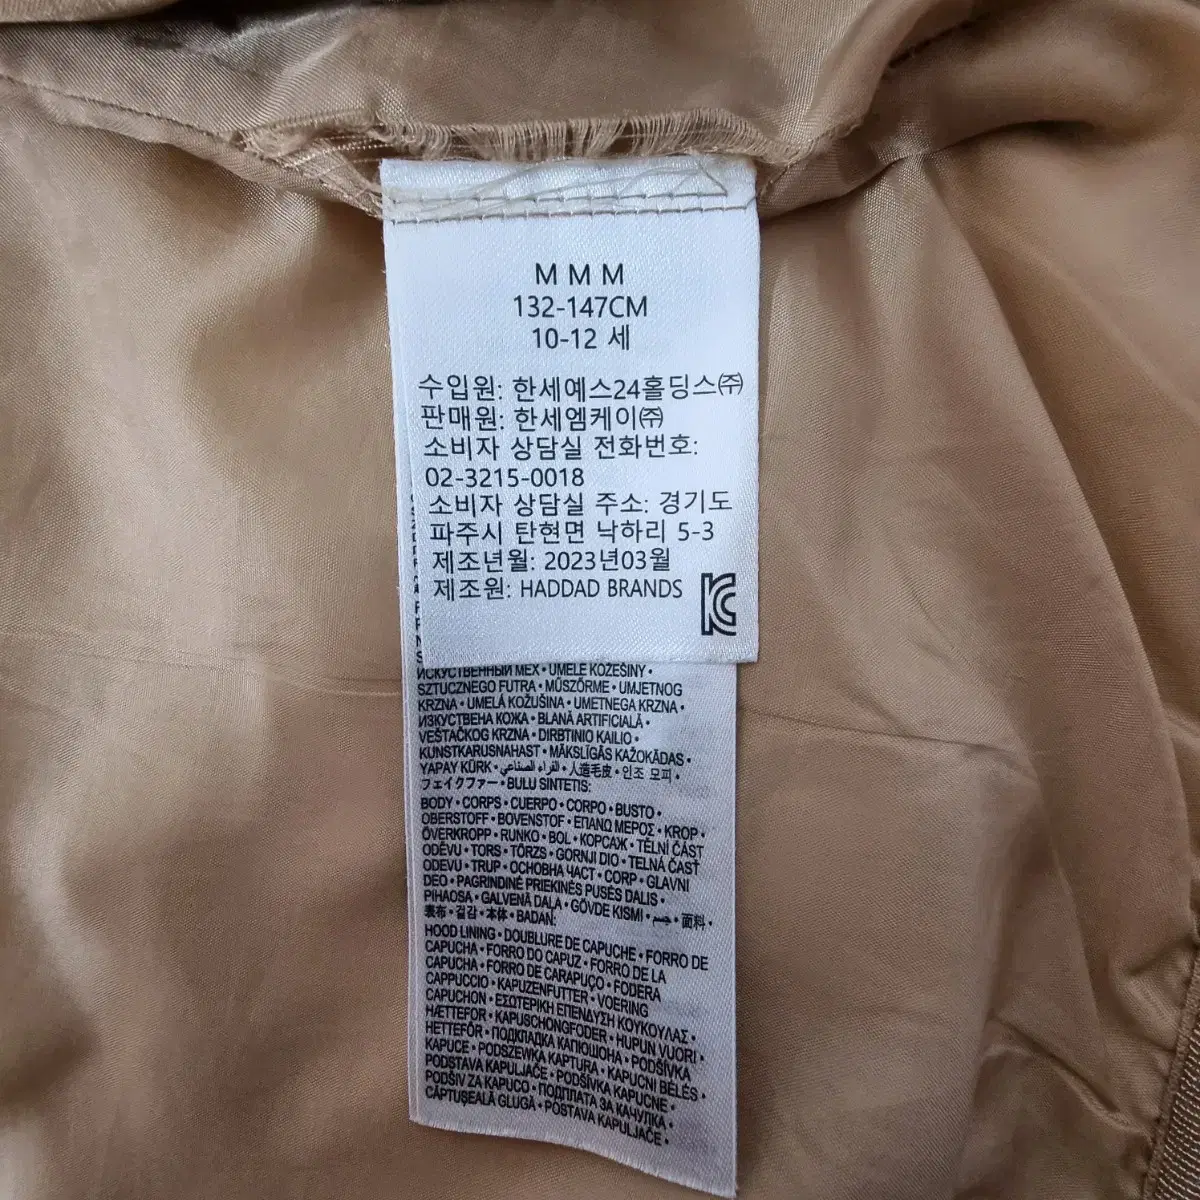 M M M
132-147CM
10-12 세
수입원: 한세예스24홀딩스㈜
판매원: 한세엠케이㈜
소비자 상담실 전화번호:
02-3215-0018
소비자 상담실 주소: 경기도
파주시 탄현면 낙하리 5-3
제조년월: 2023년03월
제조원: HADDAD BRANDS
ИСКУСТВЕННЫЙ МЕХ • UMELE KOŽEŠINY •
SZTUCZNEGO FUTRA • MŰSZŐRME • UMJETNOG
KRZNA • UMELÁ KOŽUŠINA • UMETNEGA KRZNA •
ИЗКУСТВЕНА КОЖА • BLANĂ ARTIFICIALĂ •
VEŠTAČKOG KRZNA • DIRBTINIO KAILIO •
KUNSTKARUSNAHAST • MĀKSLĪGĀS KAŽOKĀDAS •
YAPAY KÜRK • الفراء الصناعي • 人造毛皮 • 인조 모피 •
フェイクファー • BULU SINTETIS:
BODY • CORPS • CUERPO • CORPO • BUSTO •
OBERSTOFF • BOVENSTOF • ΕΠΑΝΩ ΜΕΡΟΣ • KROP •
ÖVERKROPP • RUNKO • BOL • КОРСАЖ • TĚLNÍ ČÁST
ODĚVU • TORS • TÖRZS • GORNJI DIO • TELNÁ ČASŤ
ODEVU • TRUP • ОСНОВНА ЧАСТ • CORP • GLAVNI
DEO • PAGRINDINĖ PRIEKINĖS PUSĖS DALIS •
PIHAOSA • GALVENĀ DAĻA • GÖVDE KISMI • جسم • 面料 •
表布 • 겉감 • 本体 • BADAN:
HOOD LINING • DOUBLURE DE CAPUCHE • FORRO DE
CAPUCHA • FORRO DO CAPUZ • FORRO DE LA
CAPUCHA • FORRO DE CARAPUÇO • FODERA
CAPPUCCIO • KAPUZENFUTTER • VOERING
CAPUCHON • ΕΣΩΤΕΡΙΚΗ ΕΠΕΝΔΥΣΗ ΚΟΥΚΟΥΛΑΣ •
HÆTTEFOR • KAPUSCHONGFODER • HUPUN VUORI •
HETTEFÔR • ПОДКЛАДКА КАПЮШОНА • PODŠÍVKA
KAPUCE • PODSZEWKA KAPTURA • KAPUCNI BÉLÉS •
PODSTAVA KAPULJAČE • PODŠÍVKA KAPUCNE •
PODŠIV ZA KAPUCO • ПОДПЛАТА ЗА КАЧУЛКА •
CĂPTUȘEALĂ GLUGĂ • POSTAVA KAPULJAČE •